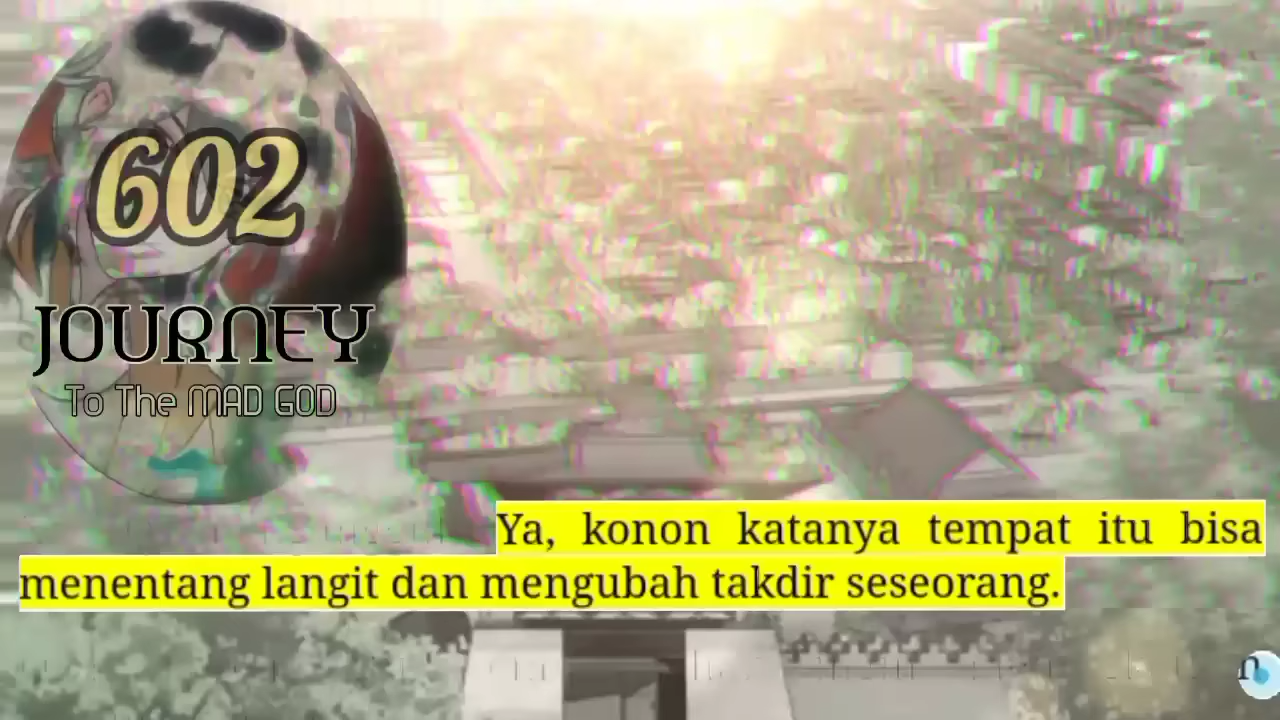 602
JOURNEY
To The MAD GOD
Ya, konon katanya tempat itu bisa
menentang langit dan mengubah takdir seseorang.
n